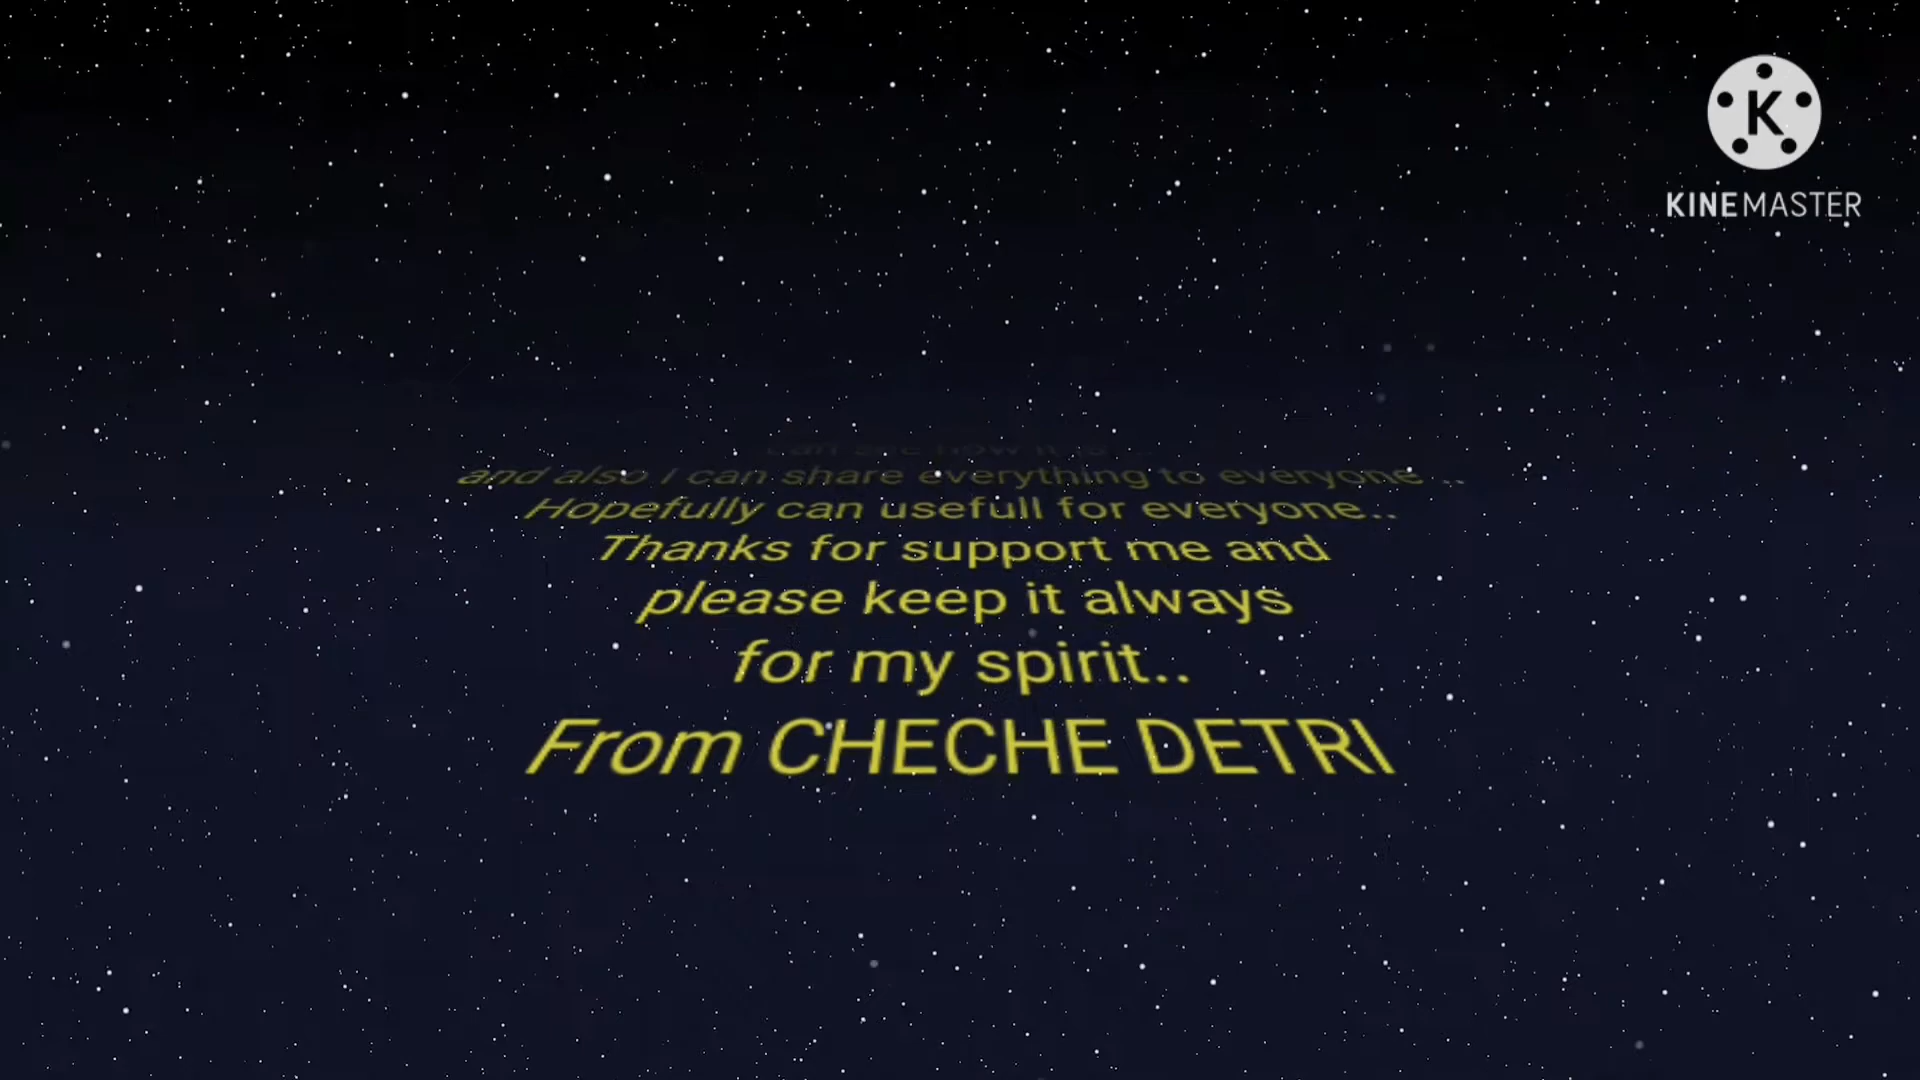 KINEMASTER
and also I can share everything to everyone ..
Hopefully can usefull for everyone..
Thanks for support me and
please keep it always
for my spirit..
From CHECHE DETRI